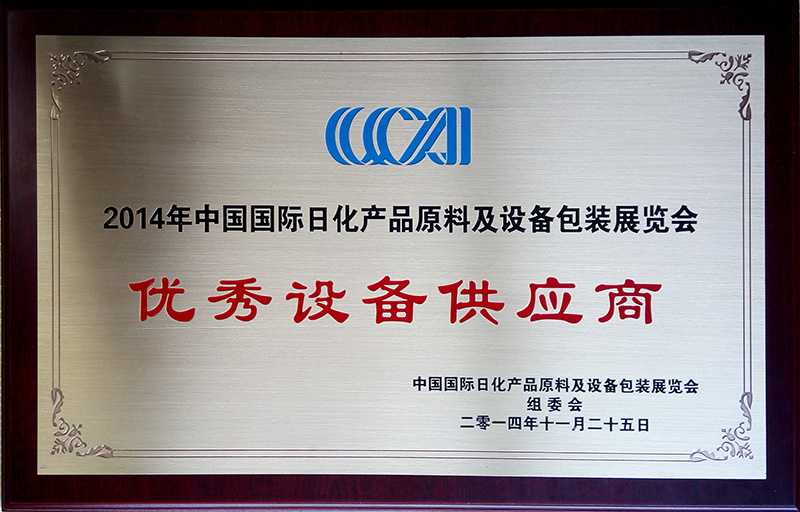 2014年中国国际日化产品原料及设备包装展览会
优秀设备供应商
中国国际日化产品原料及设备包装展览会
组委会
二零一四年十一月二十五日